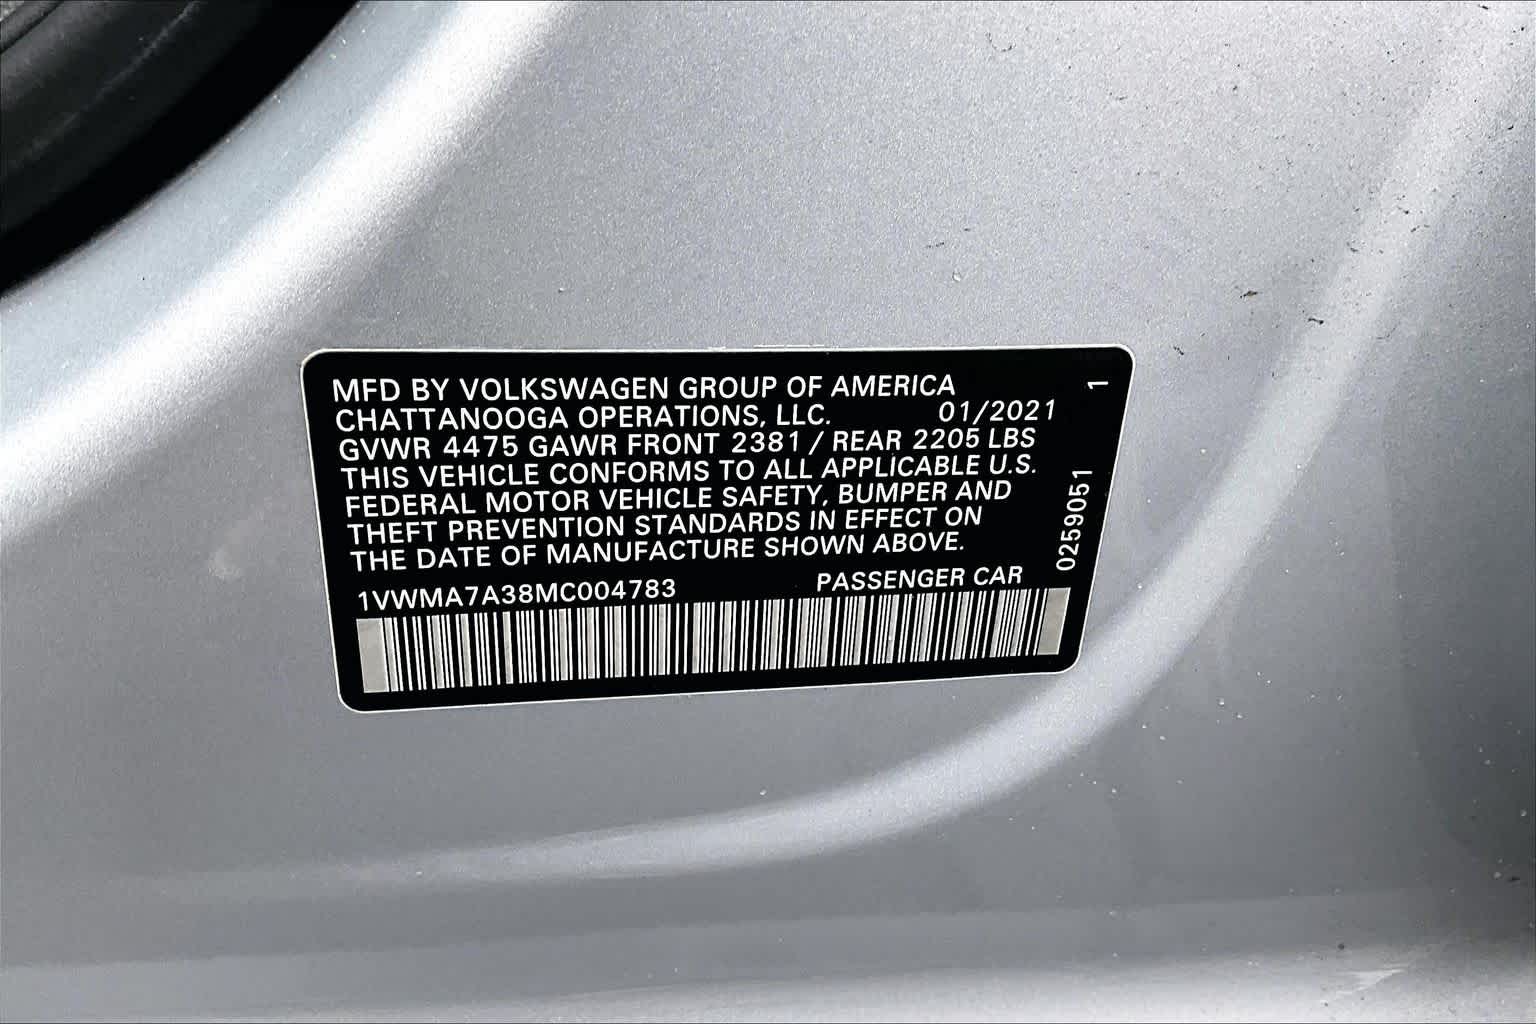 MFD BY VOLKSWAGEN GROUP OF AMERICA
CHATTANOOGA OPERATIONS, LLC. 01/2021
GVWR 4475 GAWR FRONT 2381 / REAR 2205 LBS
THIS VEHICLE CONFORMS TO ALL APPLICABLE U.S.
FEDERAL MOTOR VEHICLE SAFETY, BUMPER AND
THEFT PREVENTION STANDARDS IN EFFECT ON
THE DATE OF MANUFACTURE SHOWN ABOVE.
1VWMA7A38MC004783 PASSENGER CAR
0259051
1